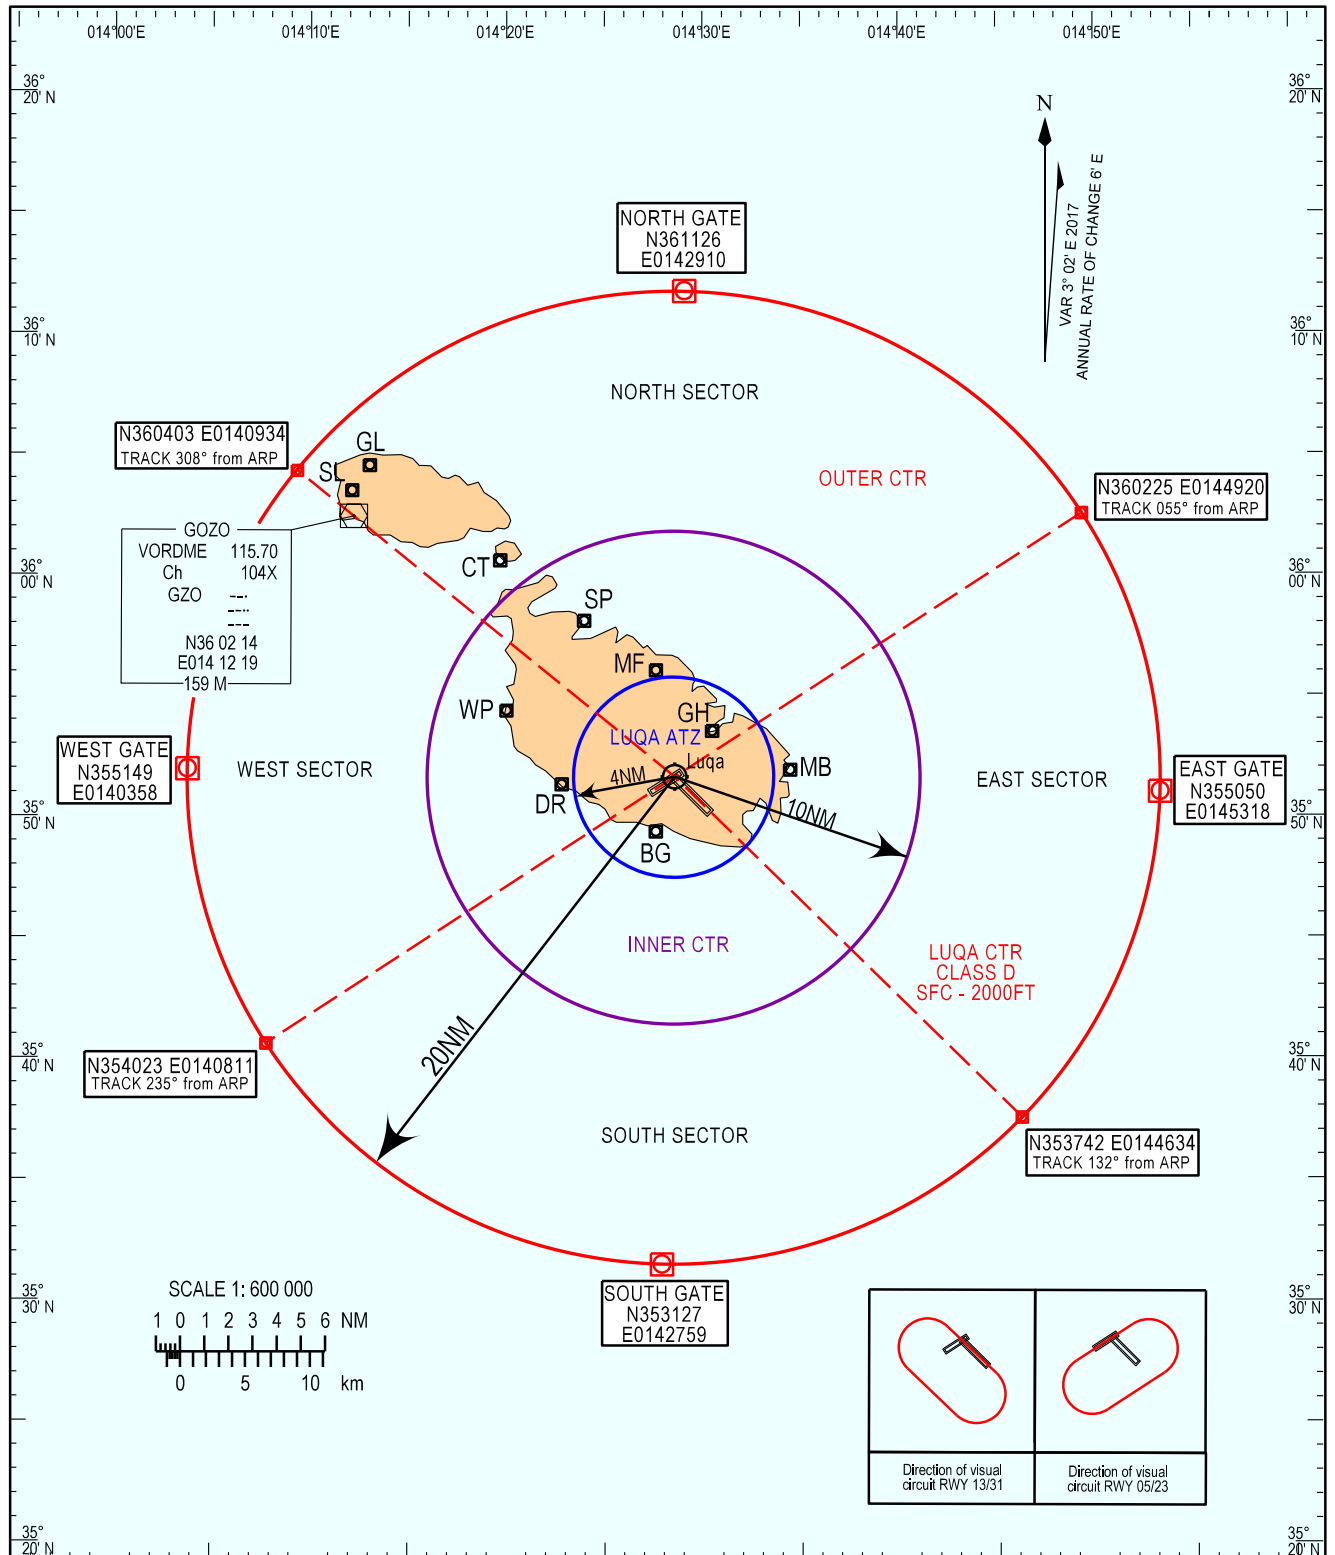 014°00'E 014°10'E 014°20'E 014°30'E 014°40'E 014°50'E
36°
20' N
36°
20' N
N
VAR 3° 02' E 2017
ANNUAL RATE OF CHANGE 6' E
NORTH GATE
N361126
E0142910
36°
10' N
36°
10' N
NORTH SECTOR
N360403 E0140934
TRACK 308° from ARP
GL
SL
OUTER CTR
N360225 E0144920
TRACK 055° from ARP
GOZO
VORDME 115.70
Ch 104X
GZO --·
--··
---
N36 02 14
E014 12 19
159 M
CT
36°
00' N
36°
00' N
SP
MF
WP
GH
LUQA ATZ
WEST GATE
N355149
E0140358
WEST SECTOR
4NM
Luqa
MB
EAST SECTOR
EAST GATE
N355050
E0145318
DR
10NM
BG
35°
50' N
35°
50' N
INNER CTR
LUQA CTR
CLASS D
SFC - 2000FT
20NM
35°
40' N
35°
40' N
N354023 E0140811
TRACK 235° from ARP
SOUTH SECTOR
N353742 E0144634
TRACK 132° from ARP
SOUTH GATE
N353127
E0142759
35°
30' N
35°
30' N
SCALE 1: 600 000
1 0 1 2 3 4 5 6 NM
0 5 10 km
Direction of visual
circuit RWY 13/31
Direction of visual
circuit RWY 05/23
35°
20' N
35°
20' N